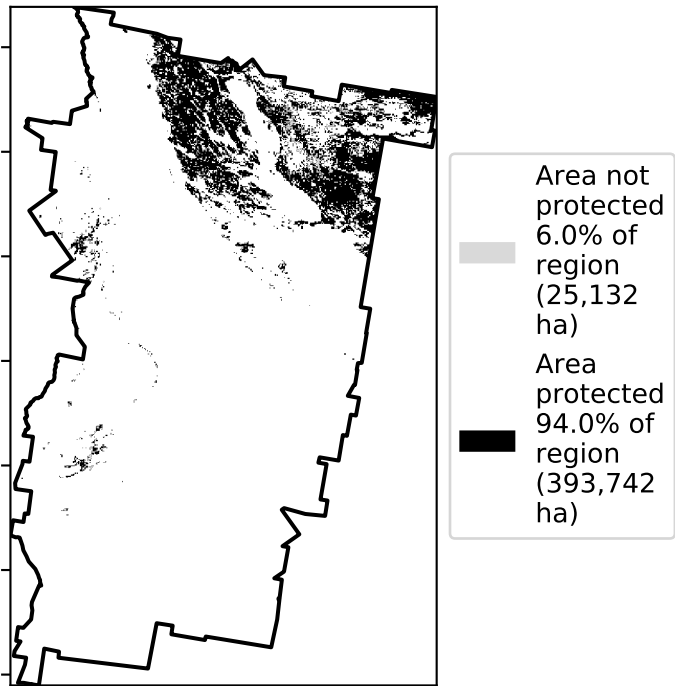 Area not
protected
6.0% of
region
(25,132
ha)
Area
protected
94.0% of
region
(393,742
ha)